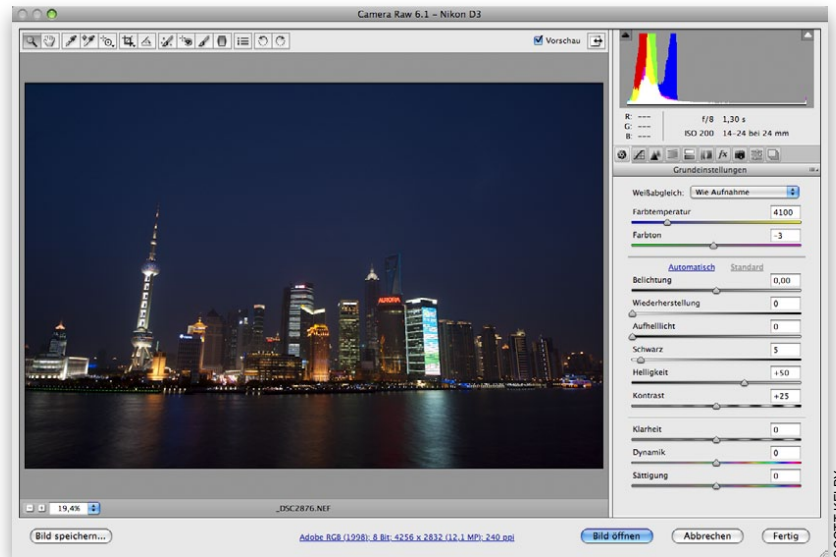 Camera Raw 6.1 – Nikon D3
Vorschau
R: ---
G: ---
B: ---
f/8 1,30 s
ISO 200 14-24 bei 24 mm
Grundeinstellungen
Weißabgleich: Wie Aufnahme
Farbtemperatur 4100
Farbton -3
Automatisch Standard
Belichtung 0,00
Wiederherstellung 0
Aufhelllicht 0
Schwarz 5
Helligkeit +50
Kontrast +25
Klarheit 0
Dynamik 0
Sättigung 0
AURORA
19,4%
_DSC2876.NEF
Bild speichern...
Adobe RGB (1998); 8 Bit; 4256 x 2832 (12,1 MP); 240 ppi
Bild öffnen
Abbrechen
Fertig